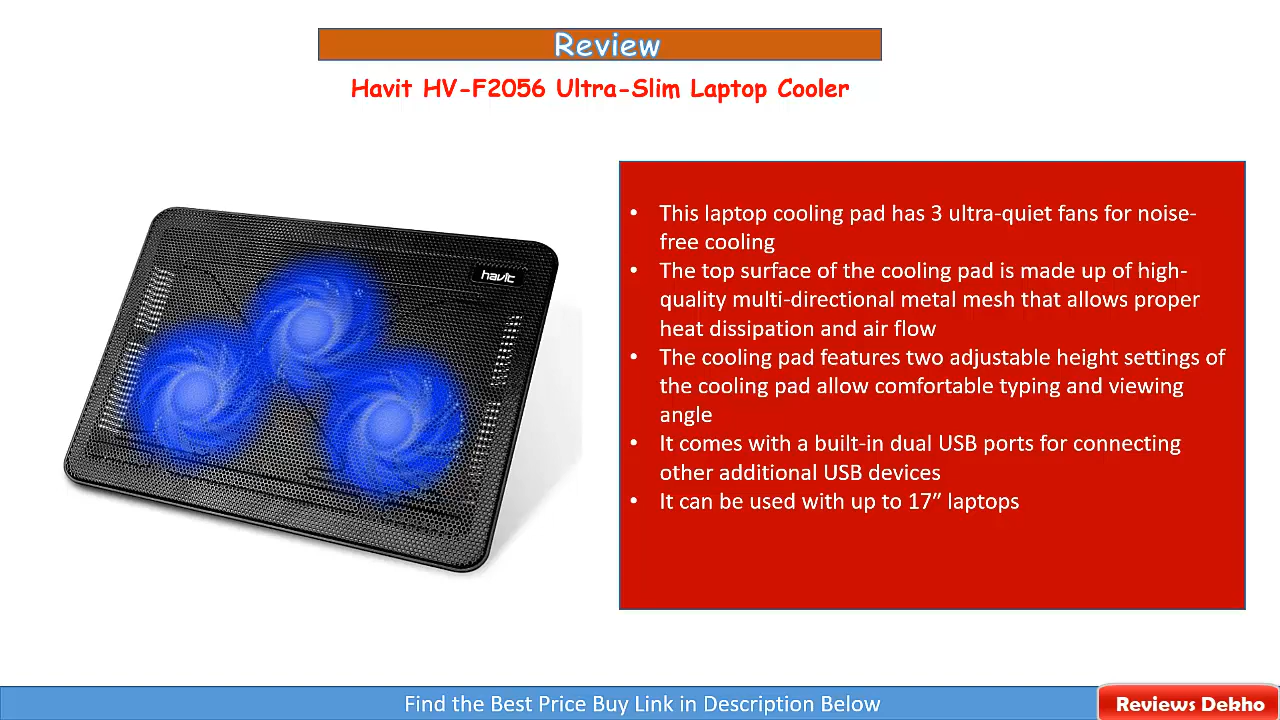 Review
Havit HV-F2056 Ultra-Slim Laptop Cooler
havit
• This laptop cooling pad has 3 ultra-quiet fans for noise-
free cooling
• The top surface of the cooling pad is made up of high-
quality multi-directional metal mesh that allows proper
heat dissipation and air flow
• The cooling pad features two adjustable height settings of
the cooling pad allow comfortable typing and viewing
angle
• It comes with a built-in dual USB ports for connecting
other additional USB devices
• It can be used with up to 17” laptops
Find the Best Price Buy Link in Description Below
Reviews Dekho